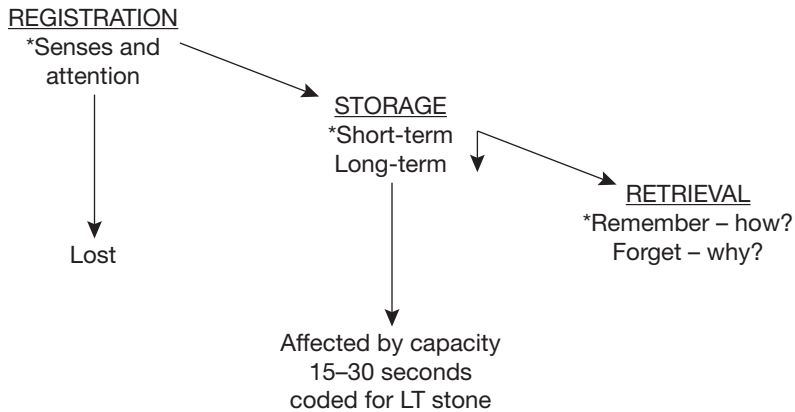 REGISTRATION
*Senses and
attention
Lost
STORAGE
*Short-term
Long-term
RETRIEVAL
*Remember – how?
Forget – why?
Affected by capacity
15–30 seconds
coded for LT stone